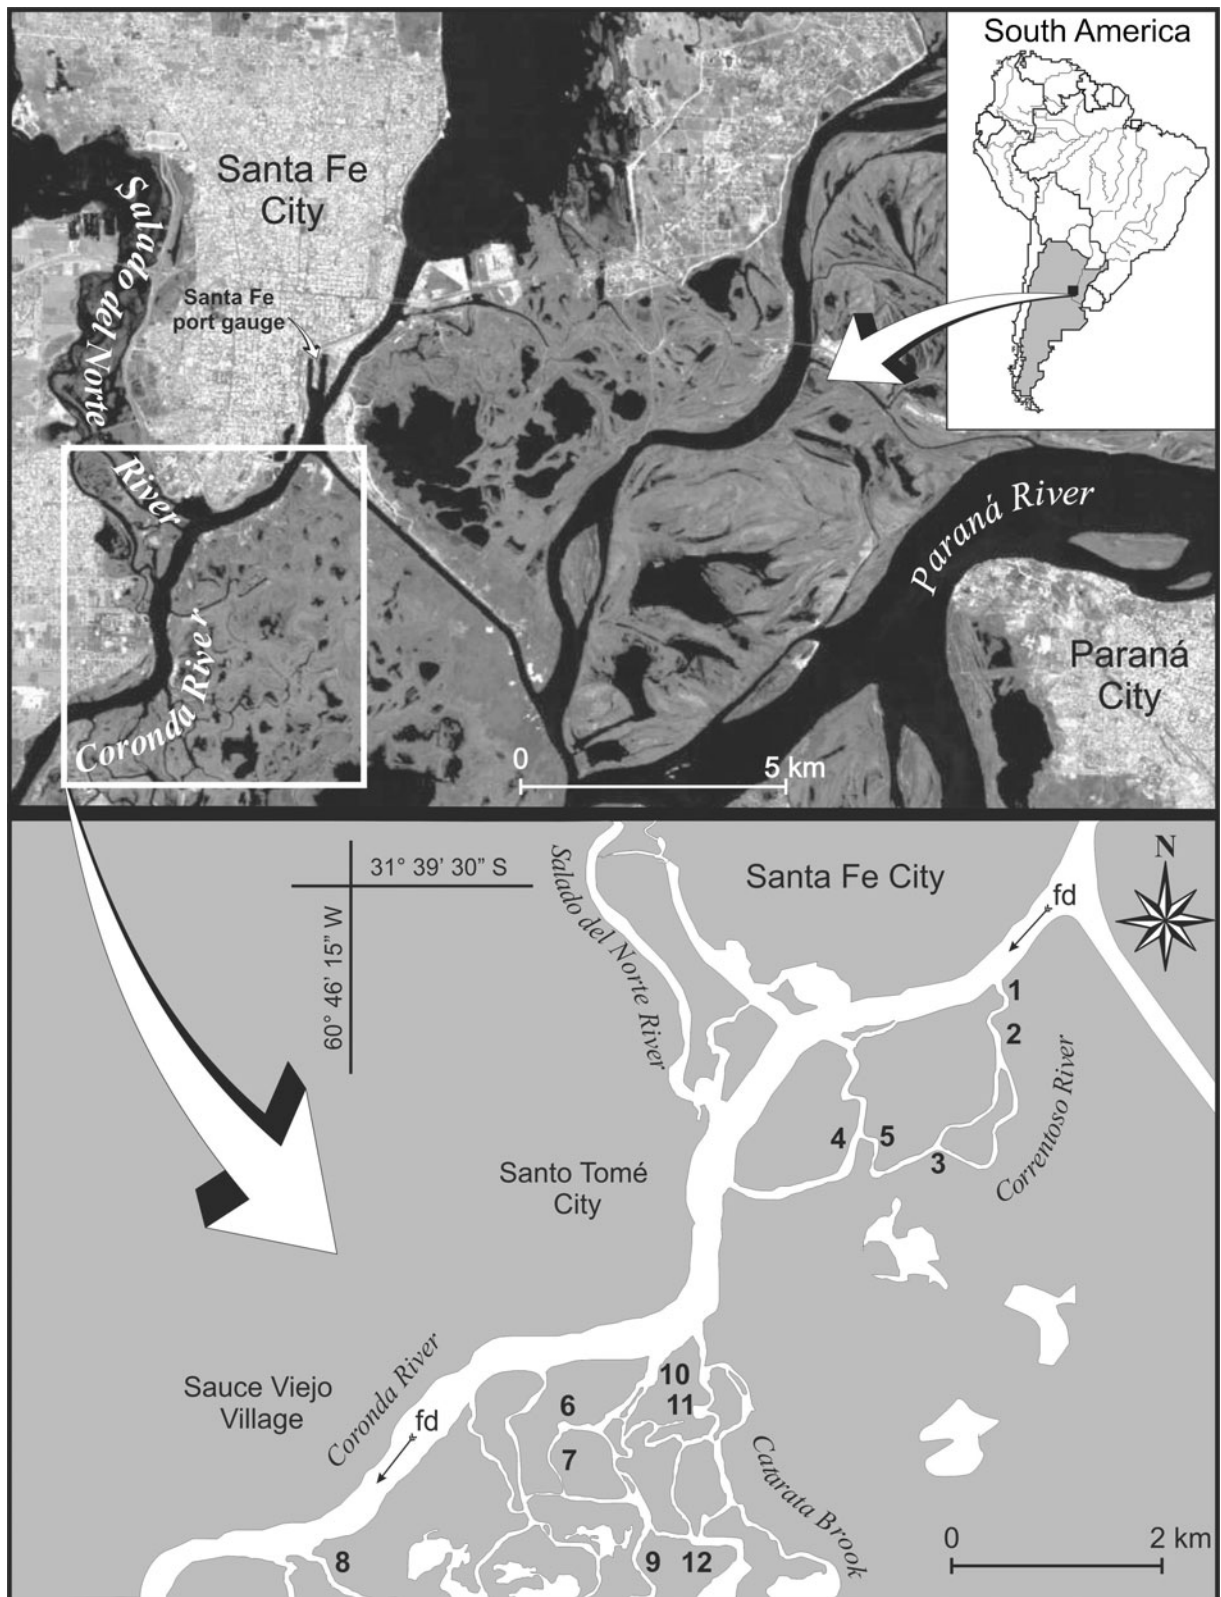 South America
Santa Fe
City
Salado del Norte
River
Santa Fe
port gauge
Paraná River
Paraná
City
Coronda River
0
5 km
31° 39’ 30” S
60° 46’ 15” W
Salado del Norte River
Santa Fe City
N
fd
1
2
Correntoso River
4
5
3
Santo Tomé
City
Coronda River
Sauce Viejo
Village
fd
10
6
11
7
Catarata Brook
0
2 km
8
9
12